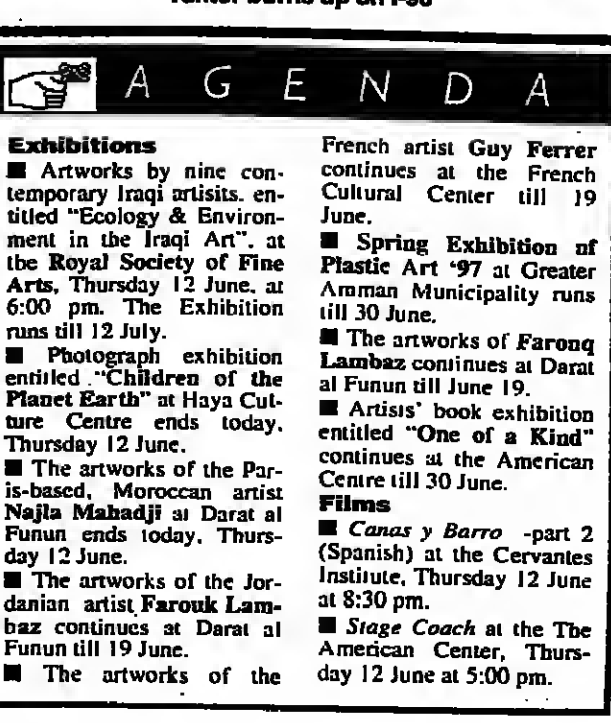 A G E N D A
Exhibitions
■ Artworks by nine con-
temporary Iraqi artisits. en-
titled "Ecology & Environ-
ment in the Iraqi Art". at
the Royal Society of Fine
Arts, Thursday 12 June. at
6:00 pm. The Exhibition
runs till 12 July.
■ Photograph exhibition
entitled "Children of the
Planet Earth" at Haya Cul-
ture Centre ends today,
Thursday 12 June.
■ The artworks of the Par-
is-based, Moroccan artist
Najla Mahadji at Darat al
Funun ends today. Thurs-
day 12 June.
■ The artworks of the Jor-
danian artist Farouk Lam-
baz continues at Darat al
Funun till 19 June.
■ The artworks of the
French artist Guy Ferrer
continues at the French
Cultural Center till 19
June.
■ Spring Exhibition of
Plastic Art '97 at Greater
Amman Municipality runs
till 30 June.
■ The artworks of Farouq
Lambaz continues at Darat
al Funun till June 19.
■ Artists' book exhibition
entitled "One of a Kind"
continues at the American
Centre till 30 June.
Films
■ Canas y Barro -part 2
(Spanish) at the Cervantes
Institute, Thursday 12 June
at 8:30 pm.
■ Stage Coach at the The
American Center, Thurs-
day 12 June at 5:00 pm.